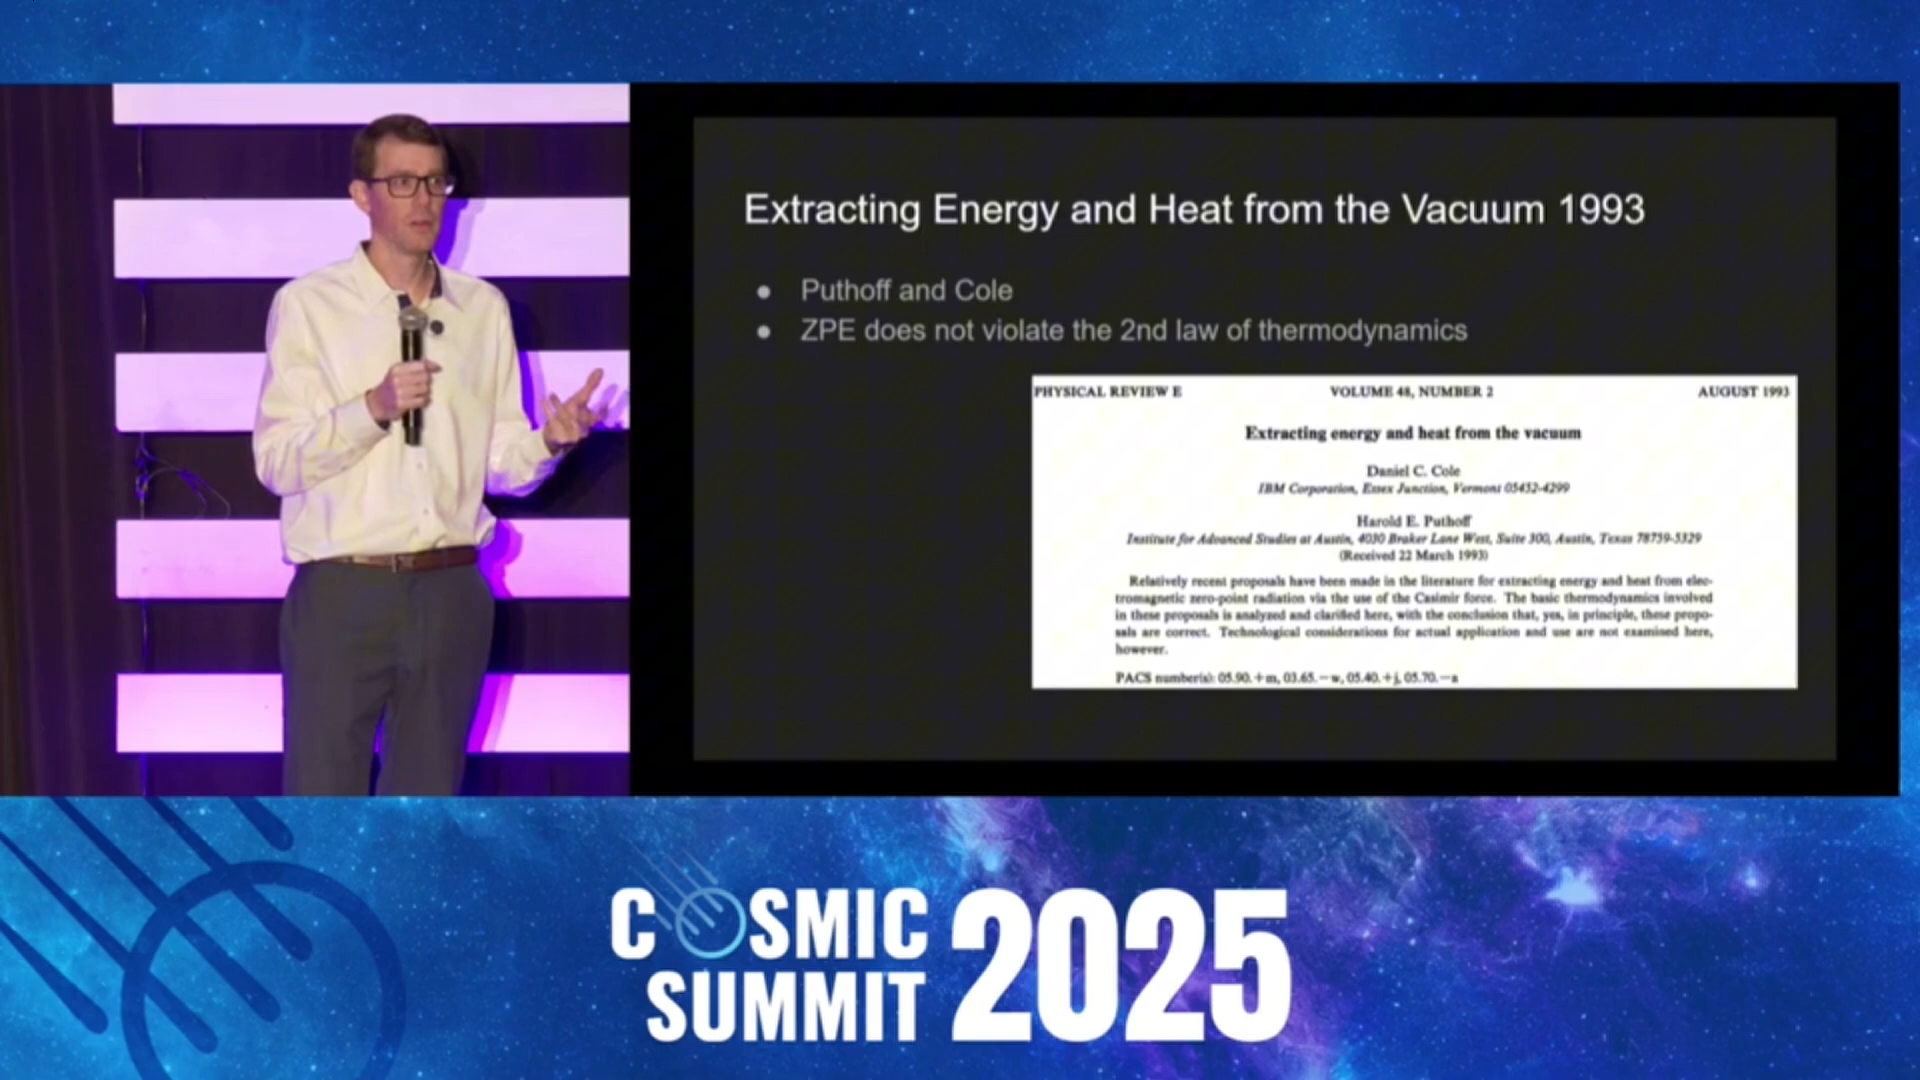 Extracting Energy and Heat from the Vacuum 1993
● Puthoff and Cole
● ZPE does not violate the 2nd law of thermodynamics
PHYSICAL REVIEW E VOLUME 48, NUMBER 2 AUGUST 1993
Extracting energy and heat from the vacuum
Daniel C. Cole
IBM Corporation, Essex Junction, Vermont 05452-4299
Harold E. Puthoff
Institute for Advanced Studies at Austin, 4030 Braker Lane West, Suite 300, Austin, Texas 78759-5329
(Received 22 March 1993)
Relatively recent proposals have been made in the literature for extracting energy and heat from elec-
tromagnetic zero-point radiation via the use of the Casimir force. The basic thermodynamics involved
in these proposals is analyzed and clarified here, with the conclusion that, yes, in principle, these propo-
sals are correct. Technological considerations for actual application and use are not examined here,
however.
PACS number(s): 05.90.+m, 03.65.−w, 05.40.+j, 05.70.−a
COSMIC
SUMMIT
2025